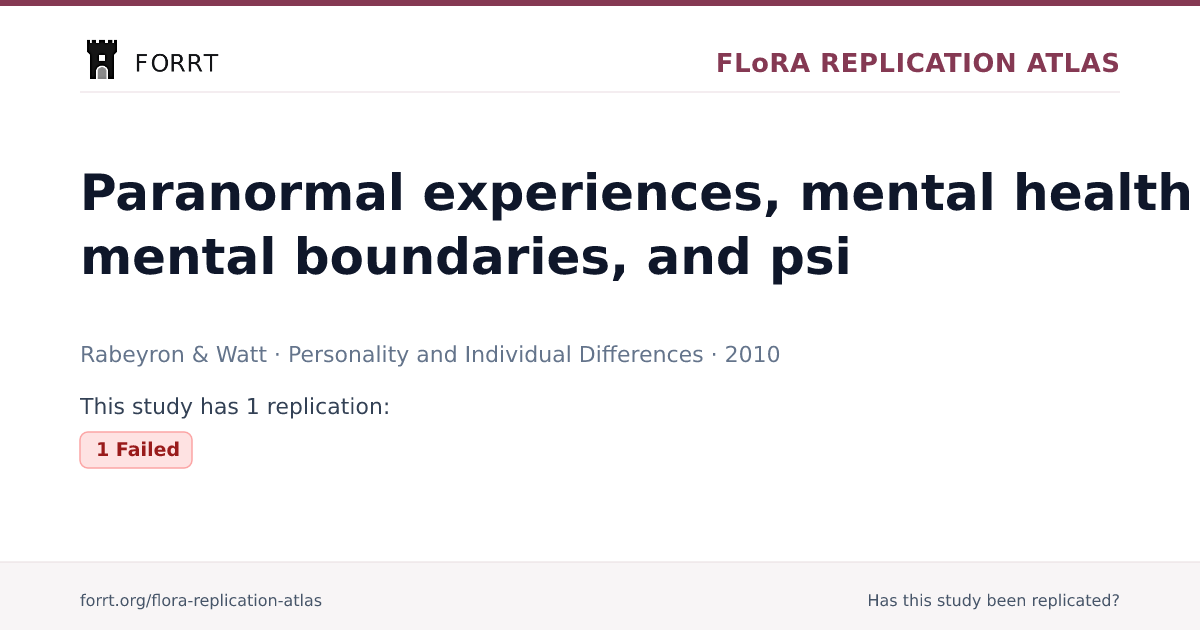 FORRT
FLoRA REPLICATION ATLAS
Paranormal experiences, mental health
mental boundaries, and psi
Rabeyron & Watt · Personality and Individual Differences · 2010
This study has 1 replication:
1 Failed
forrt.org/flora-replication-atlas
Has this study been replicated?